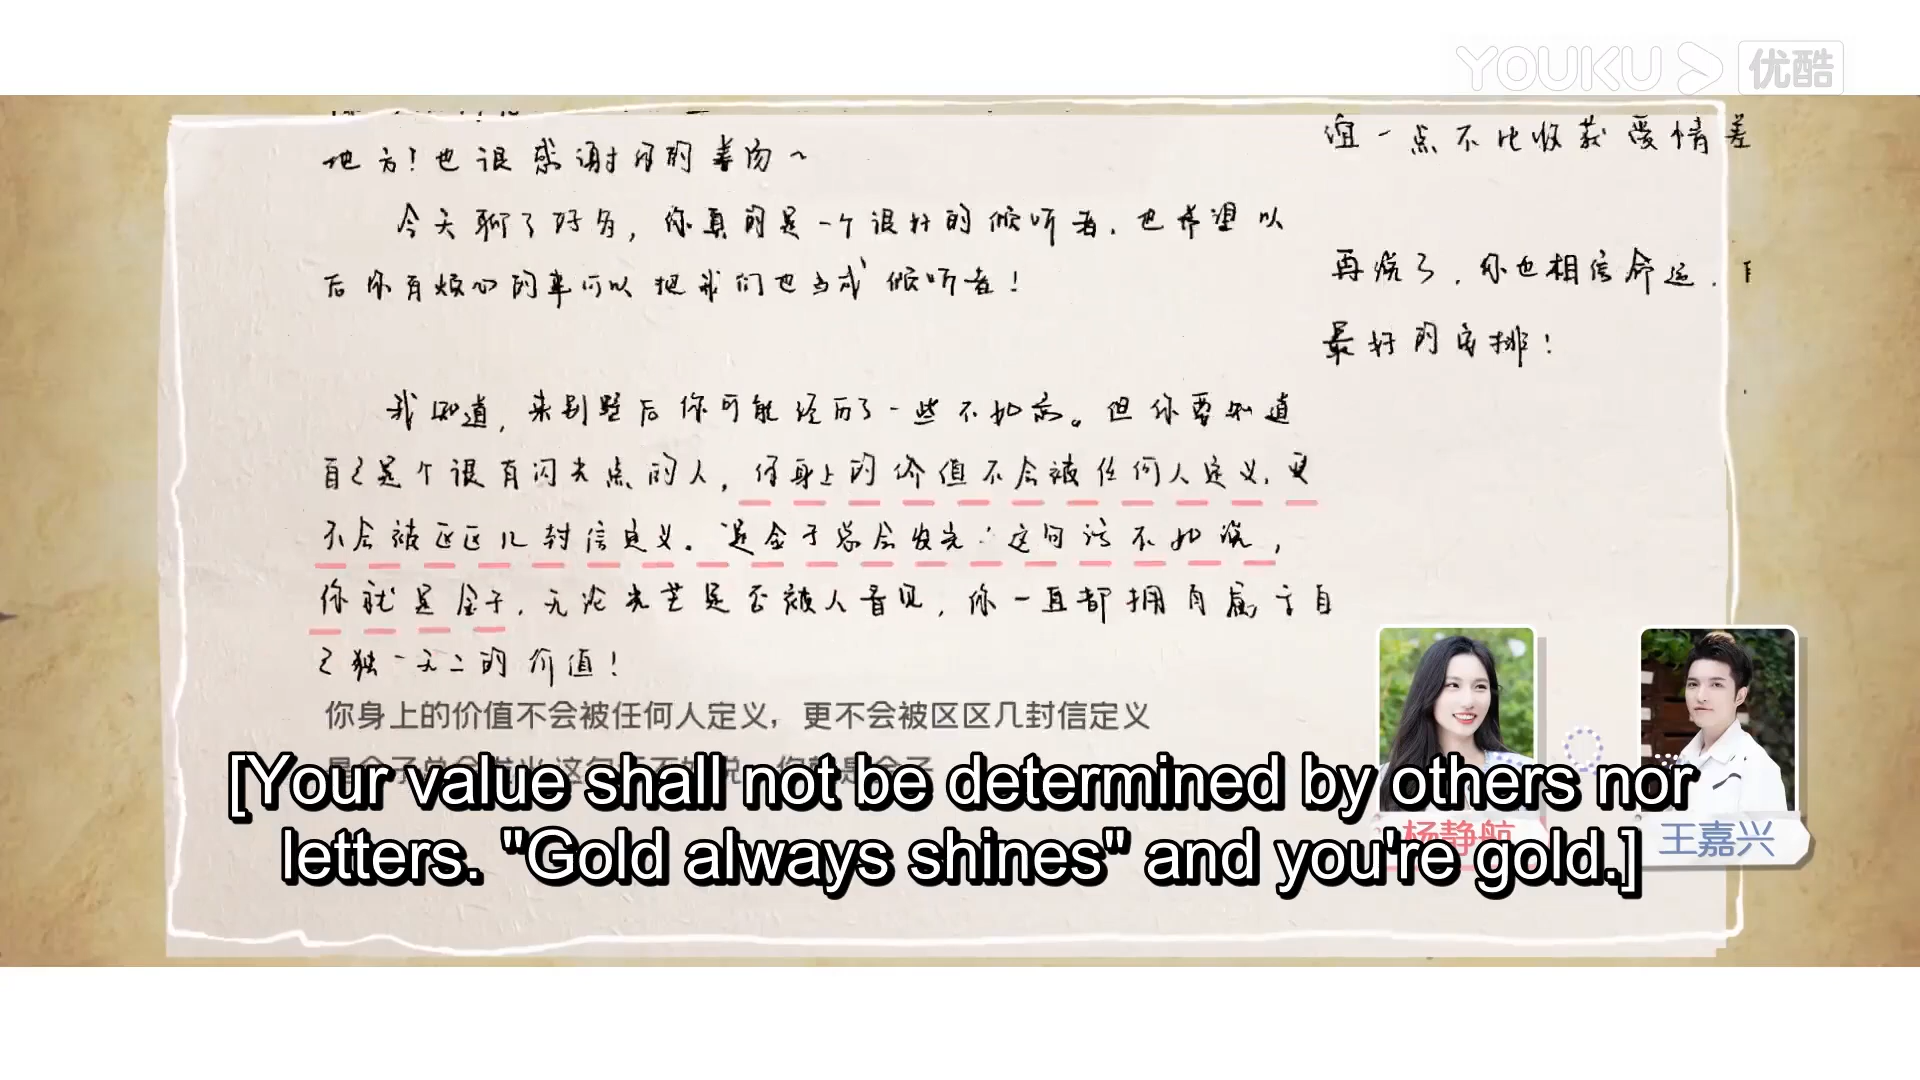 YOUKU 优酷
地方！也很感谢你的
今天聊了好多，你真的是一个很好的倾听者，也希望以
后你有烦心的事可以把我们也当成倾听者！
我知道，来别墅后你可能经历了一些不如意。但你要知道
自己是个很有闪光点的人，你身上的价值不会被任何人定义，更
不会被区区几封信定义。“是金子总会发光”这句话不如说，
你就是金子，无论光芒是否被人看见，你一直都拥有属于自
己独一无二的价值！
谊一点不比收获爱情差
再烧了，你也相信命运，
最好的安排！
你身上的价值不会被任何人定义，更不会被区区几封信定义
[Your value shall not be determined by others nor
letters. "Gold always shines" and you're gold.]
杨静航
王嘉兴